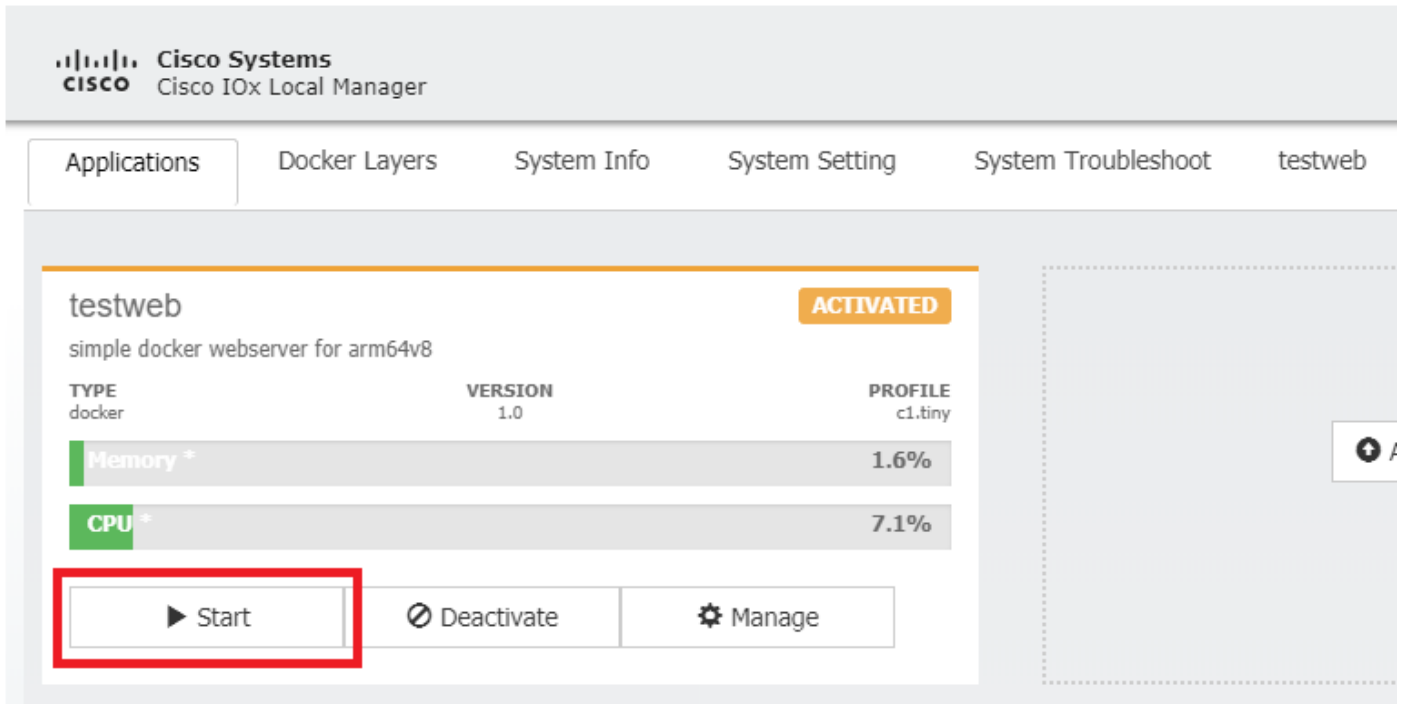 Cisco Systems
CISCO
Cisco IOx Local Manager
Applications Docker Layers System Info System Setting System Troubleshoot testweb
testweb ACTIVATED
simple docker webserver for arm64v8
TYPE VERSION PROFILE
docker 1.0 c1.tiny
Memory * 1.6%
CPU * 7.1%
Start Deactivate Manage